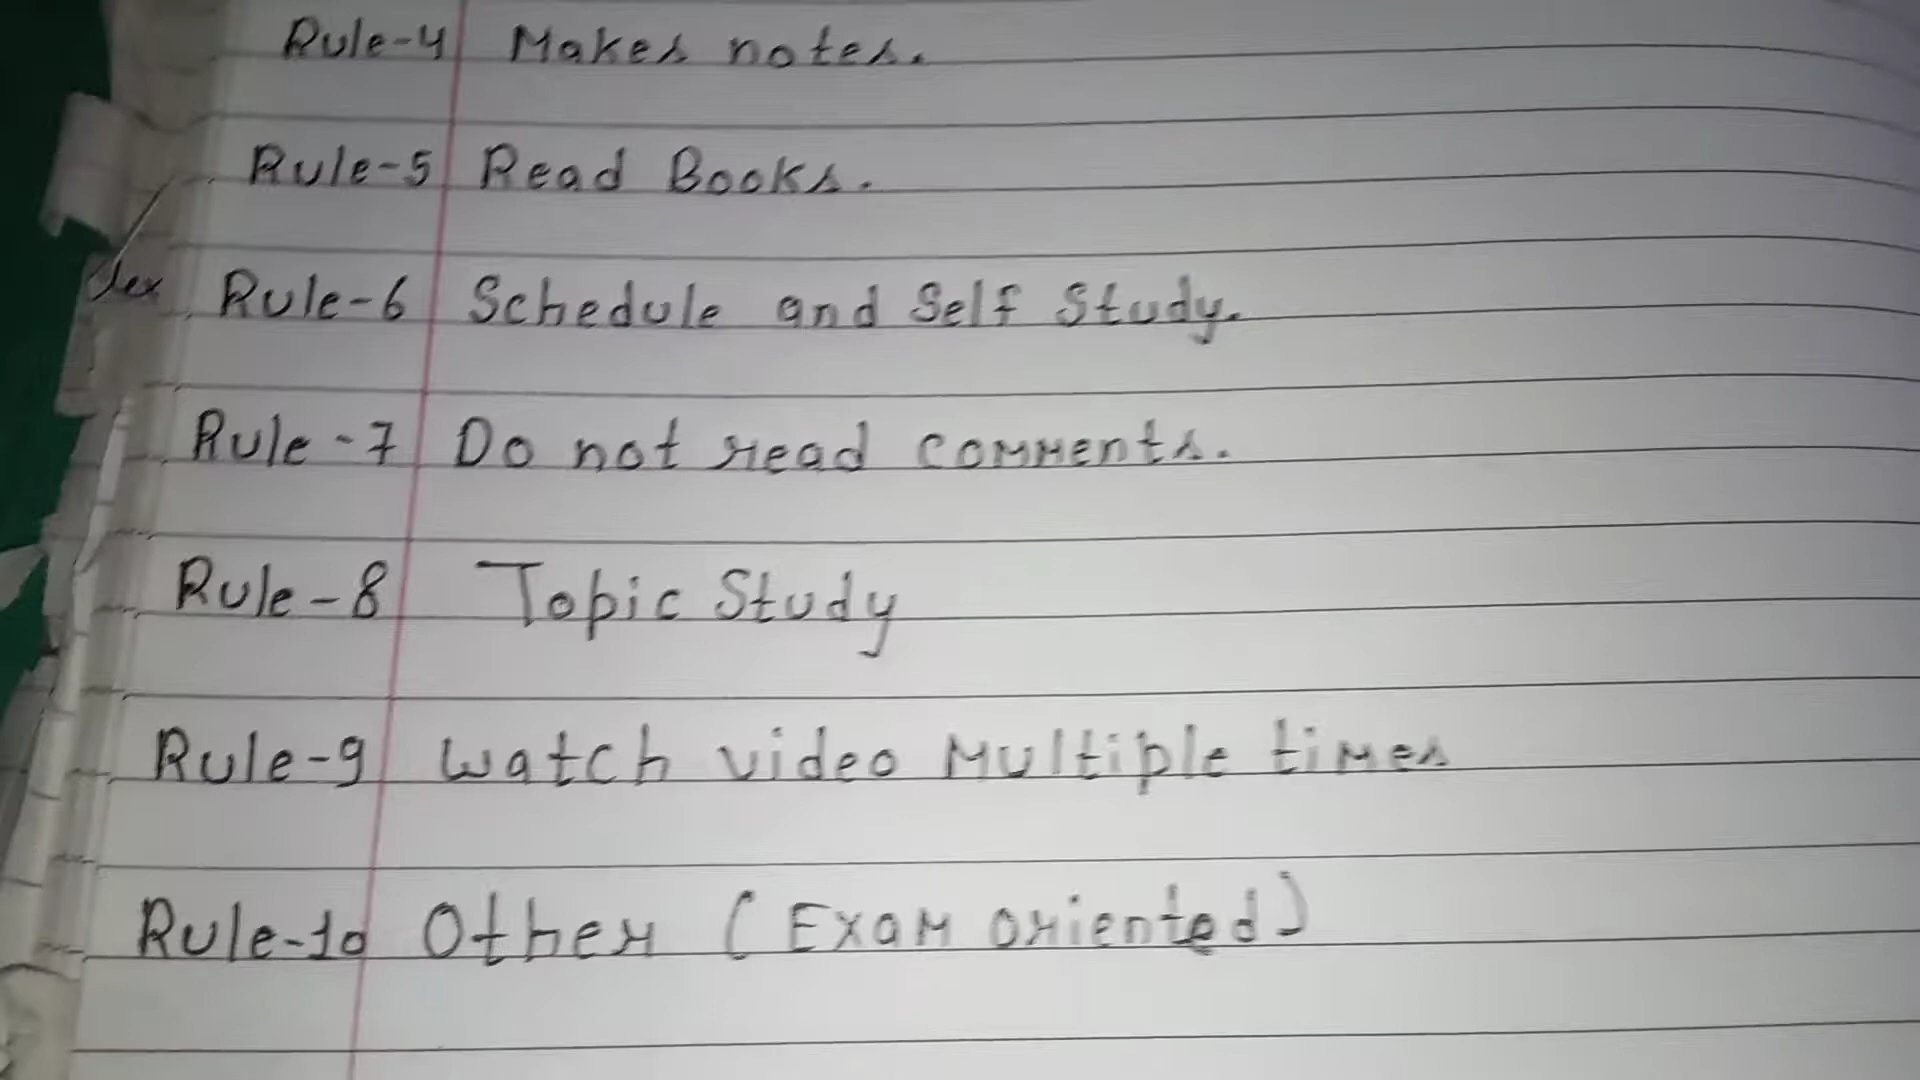 Rule-4 Makes notes.
Rule-5 Read Books.
Rule-6 Schedule and Self Study.
Rule-7 Do not read comments.
Rule-8 Topic Study
Rule-9 Watch video Multiple times
Rule-10 Other (Exam oriented)